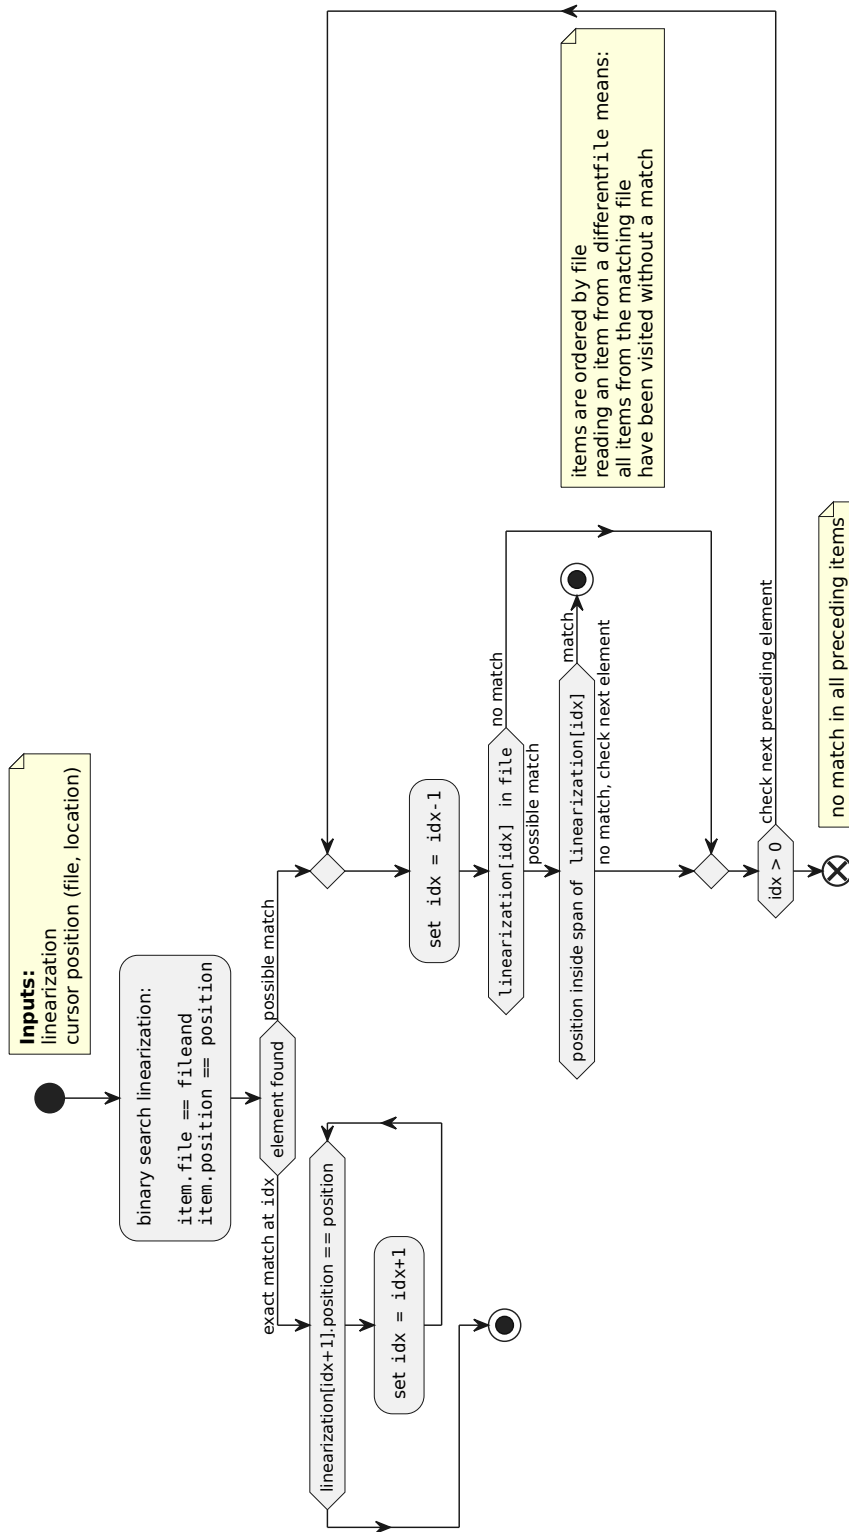 Inputs:
linearization
cursor position (file, location)
binary search linearization:
item.file == fileand
item.position == position
element found
exact match at idx
possible match
linearization[idx+1].position == position
set idx = idx+1
set idx = idx-1
linearization[idx] in file
no match
possible match
items are ordered by file
reading an item from a differentfile means:
all items from the matching file
have been visited without a match
position inside span of linearization[idx]
match
no match, check next element
idx > 0
check next preceding element
no match in all preceding items